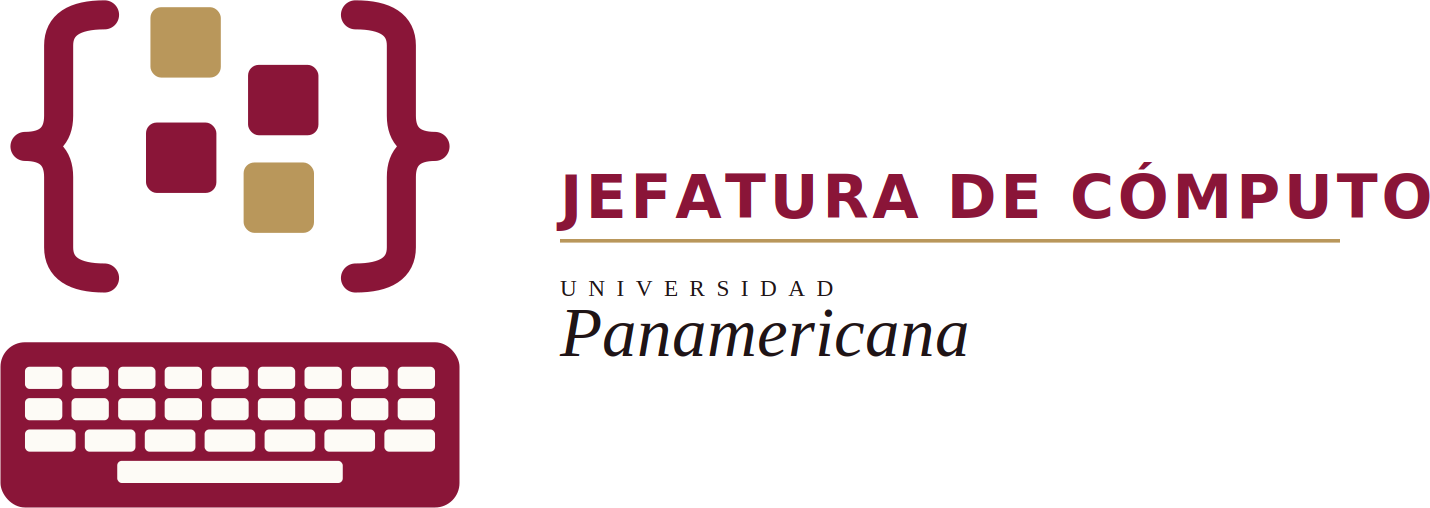 JEFATURA DE CÓMPUTO
UNIVERSIDAD
Panamericana